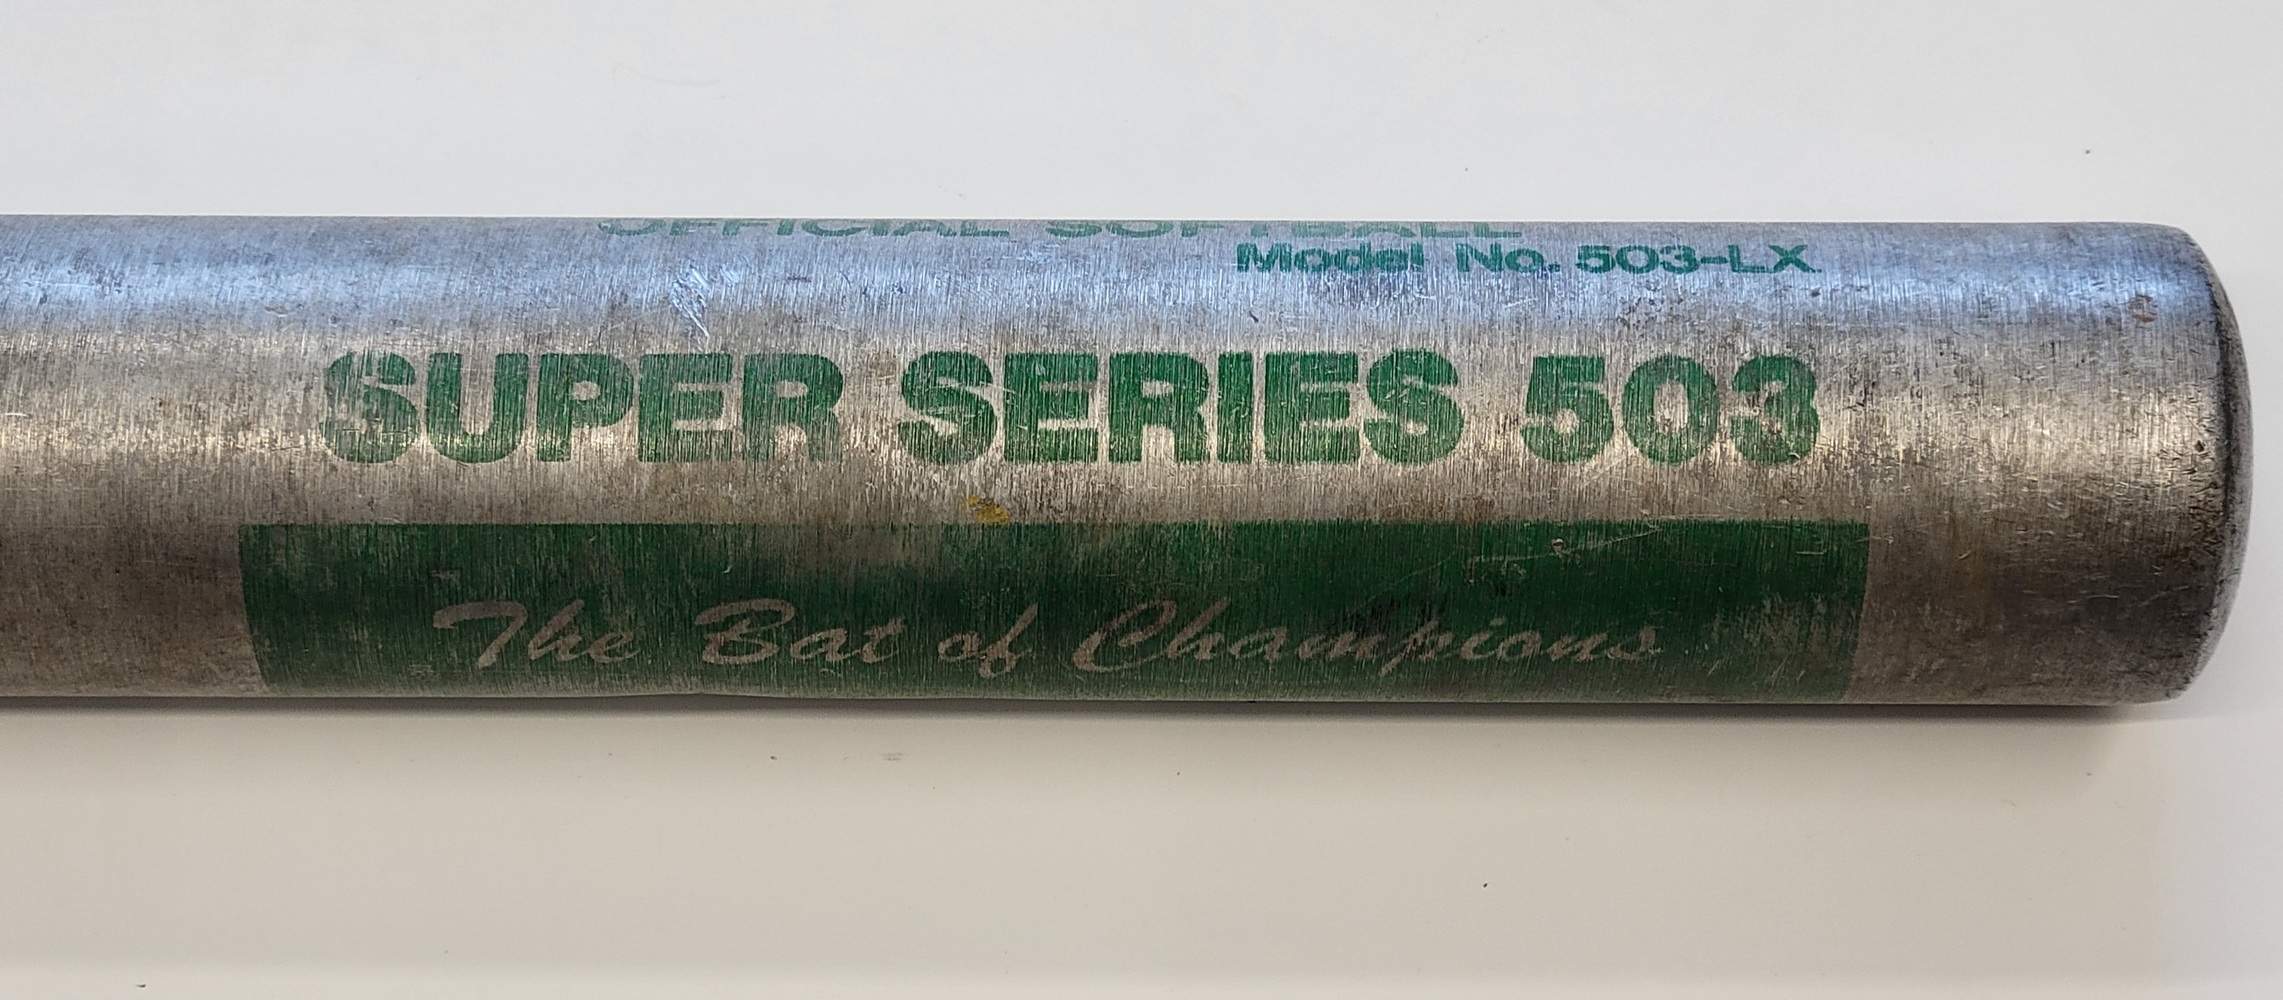 OFFICIAL SOFTBALL
Model No. 503-LX
SUPER SERIES 503
The Bat of Champions